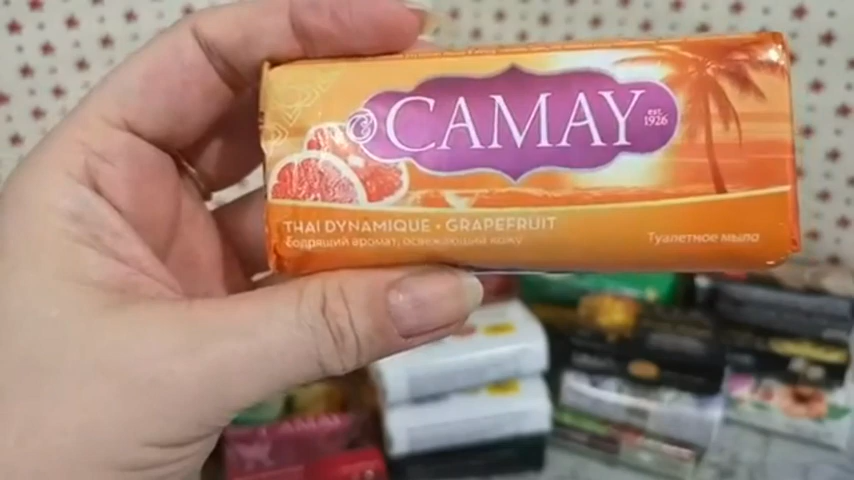 CAMAY
est.
1926
THAI DYNAMIQUE • GRAPEFRUIT
Бодрящий аромат, освежающий кожу
Туалетное мыло